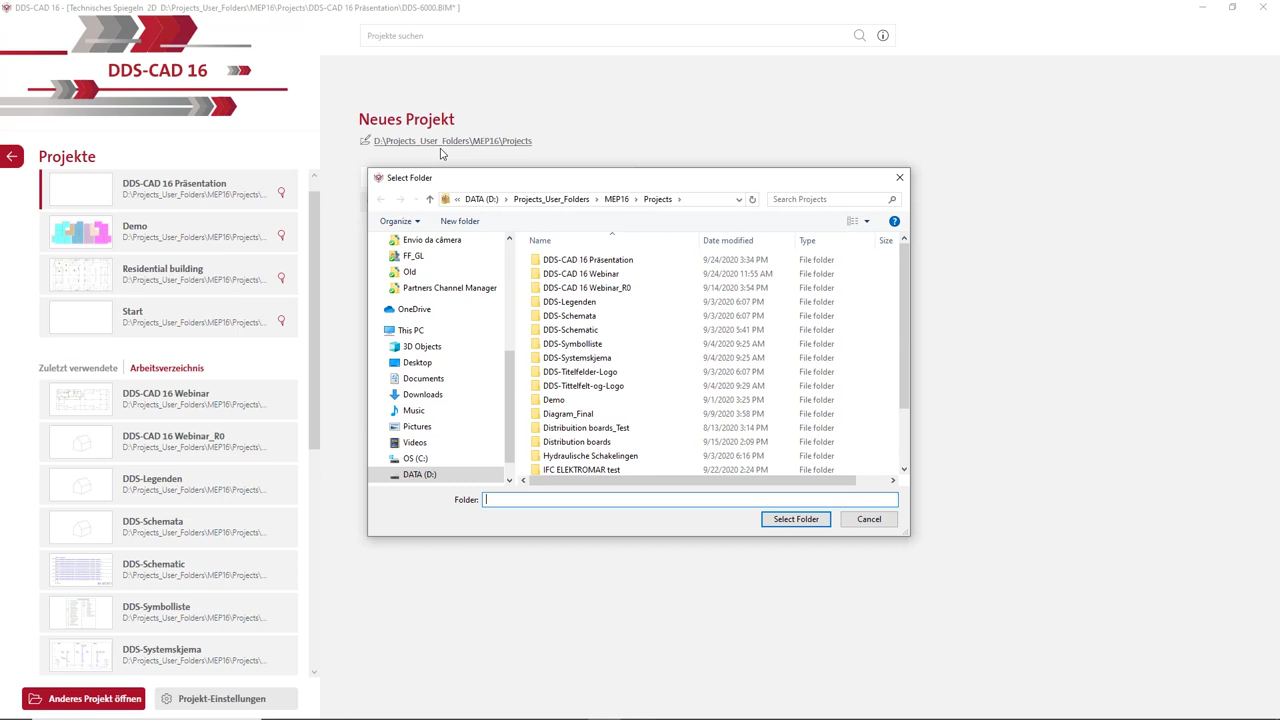 DDS-CAD 16 - [Technisches Spiegeln 2D D:\Projects_User_Folders\MEP16\Projects\DDS-CAD 16 Präsentation\DDS-6000.BIM* ]
DDS-CAD 16
Projekte
DDS-CAD 16 Präsentation
D:\Projects_User_Folders\MEP16\Projects\...
Demo
D:\Projects_User_Folders\MEP16\Projects\...
Residential building
D:\Projects_User_Folders\MEP16\Projects\...
Start
D:\Projects_User_Folders\MEP16\Projects\...
Zuletzt verwendete Arbeitsverzeichnis
DDS-CAD 16 Webinar
D:\Projects_User_Folders\MEP16\Projects\...
DDS-CAD 16 Webinar_R0
D:\Projects_User_Folders\MEP16\Projects\...
DDS-Legenden
D:\Projects_User_Folders\MEP16\Projects\...
DDS-Schemata
D:\Projects_User_Folders\MEP16\Projects\...
DDS-Schematic
D:\Projects_User_Folders\MEP16\Projects\...
DDS-Symbolliste
D:\Projects_User_Folders\MEP16\Projects\...
DDS-Systemskjema
D:\Projects_User_Folders\MEP16\Projects\...
Anderes Projekt öffnen
Projekt-Einstellungen
Projekte suchen
Neues Projekt
D:\Projects_User_Folders\MEP16\Projects
Select Folder
« DATA (D:) > Projects_User_Folders > MEP16 > Projects >
Search Projects
Organize
New folder
Envio da câmera
FF_GL
Old
Partners Channel Manager
OneDrive
This PC
3D Objects
Desktop
Documents
Downloads
Music
Pictures
Videos
OS (C:)
DATA (D:)
Name Date modified Type Size
DDS-CAD 16 Präsentation 9/24/2020 3:34 PM File folder
DDS-CAD 16 Webinar 9/24/2020 11:55 AM File folder
DDS-CAD 16 Webinar_R0 9/14/2020 3:54 PM File folder
DDS-Legenden 9/3/2020 6:07 PM File folder
DDS-Schemata 9/3/2020 6:07 PM File folder
DDS-Schematic 9/3/2020 5:41 PM File folder
DDS-Symbolliste 9/4/2020 9:25 AM File folder
DDS-Systemskjema 9/4/2020 9:25 AM File folder
DDS-Titelfelder-Logo 9/3/2020 6:07 PM File folder
DDS-Tittelfelt-og-Logo 9/4/2020 9:29 AM File folder
Demo 9/1/2020 3:25 PM File folder
Diagram_Final 9/9/2020 3:58 PM File folder
Distribuition boards_Test 8/13/2020 3:14 PM File folder
Distribution boards 9/15/2020 2:09 PM File folder
Hydraulische Schakelingen 9/3/2020 6:16 PM File folder
IFC ELEKTROMAR test 9/22/2020 2:24 PM File folder
Folder:
Select Folder
Cancel